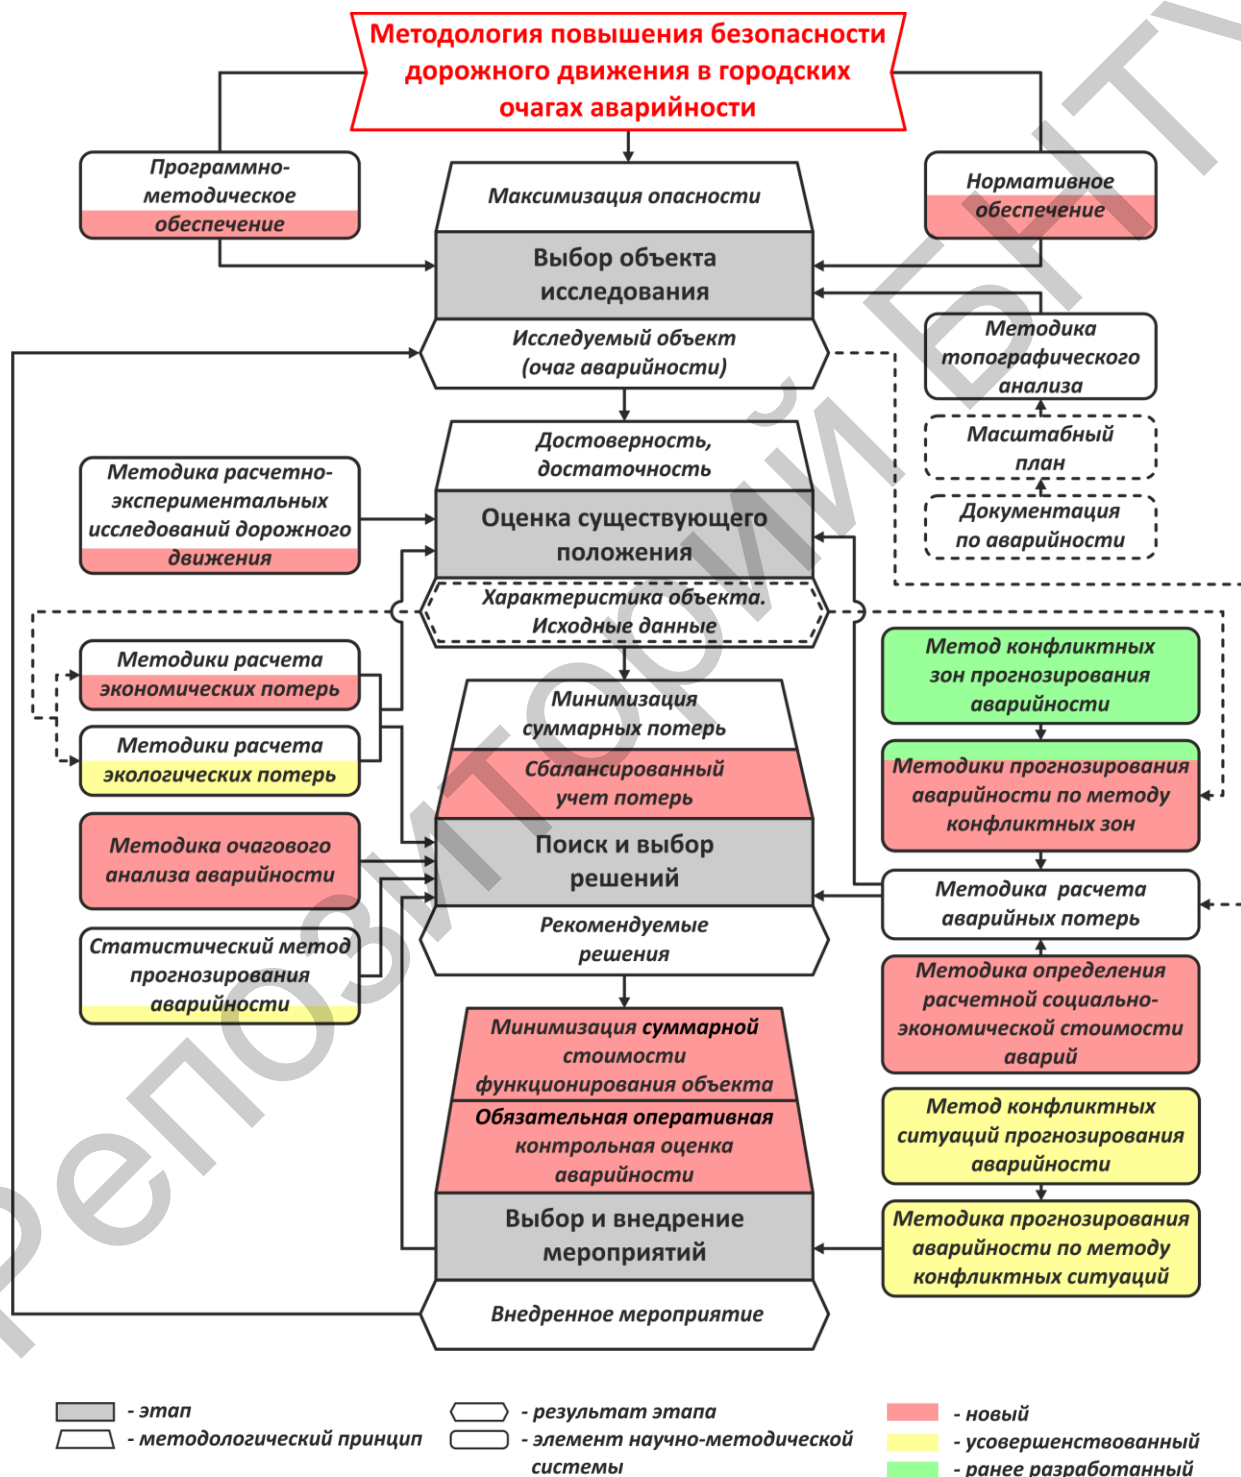 Методология повышения безопасности
дорожного движения в городских
очагах аварийности
Программно-
методическое
обеспечение
Максимизация опасности
Нормативное
обеспечение
Выбор объекта
исследования
Исследуемый объект
(очаг аварийности)
Методика
топографического
анализа
Масштабный
план
Документация
по аварийности
Достоверность,
достаточность
Методика расчетно-
экспериментальных
исследований дорожного
движения
Оценка существующего
положения
Характеристика объекта.
Исходные данные
Методики расчета
экономических потерь
Методики расчета
экологических потерь
Метод конфликтных
зон прогнозирования
аварийности
Минимизация
суммарных потерь
Сбалансированный
учет потерь
Методики прогнозирования
аварийности по методу
конфликтных зон
Методика очагового
анализа аварийности
Поиск и выбор
решений
Методика расчета
аварийных потерь
Рекомендуемые
решения
Статистический метод
прогнозирования
аварийности
Методика определения
расчетной социально-
экономической стоимости
аварий
Минимизация суммарной
стоимости
функционирования объекта
Обязательная оперативная
контрольная оценка
аварийности
Метод конфликтных
ситуаций прогнозирования
аварийности
Выбор и внедрение
мероприятий
Методика прогнозирования
аварийности по методу
конфликтных ситуаций
Внедренное мероприятие
- этап
- методологический принцип
- результат этапа
- элемент научно-методической
системы
- новый
- усовершенствованный
- ранее разработанный
Репозиторий БНТУ